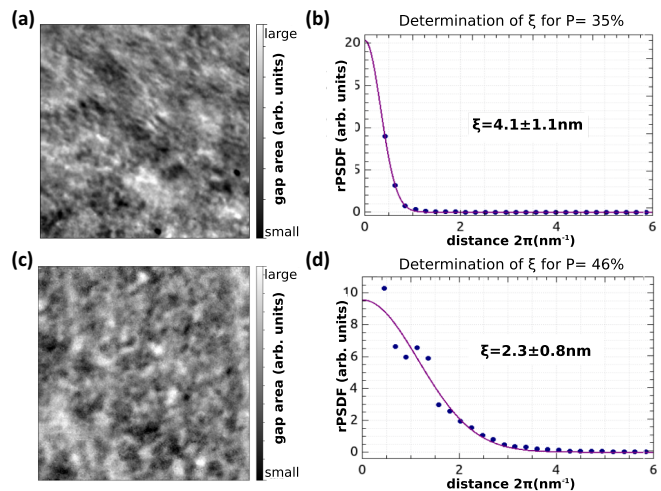 (a)
large
gap area (arb. units)
small
(b)
Determination of ξ for P= 35%
rPSDF (arb. units)
20
5
0
5
0
ξ=4.1±1.1nm
0 2 4 6
distance 2π(nm⁻¹)
(c)
large
gap area (arb. units)
small
(d)
Determination of ξ for P= 46%
rPSDF (arb. units)
10
8
6
4
2
0
ξ=2.3±0.8nm
0 2 4 6
distance 2π(nm⁻¹)